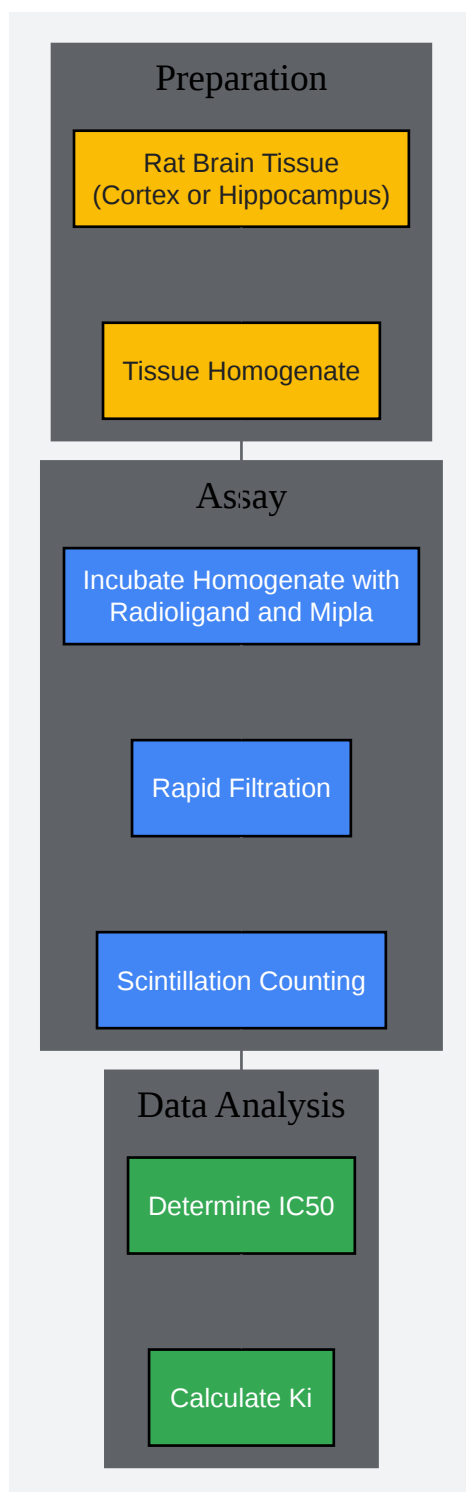 Preparation
Rat Brain Tissue
(Cortex or Hippocampus)
Tissue Homogenate
Assay
Incubate Homogenate with
Radioligand and Mipla
Rapid Filtration
Scintillation Counting
Data Analysis
Determine IC50
Calculate Ki